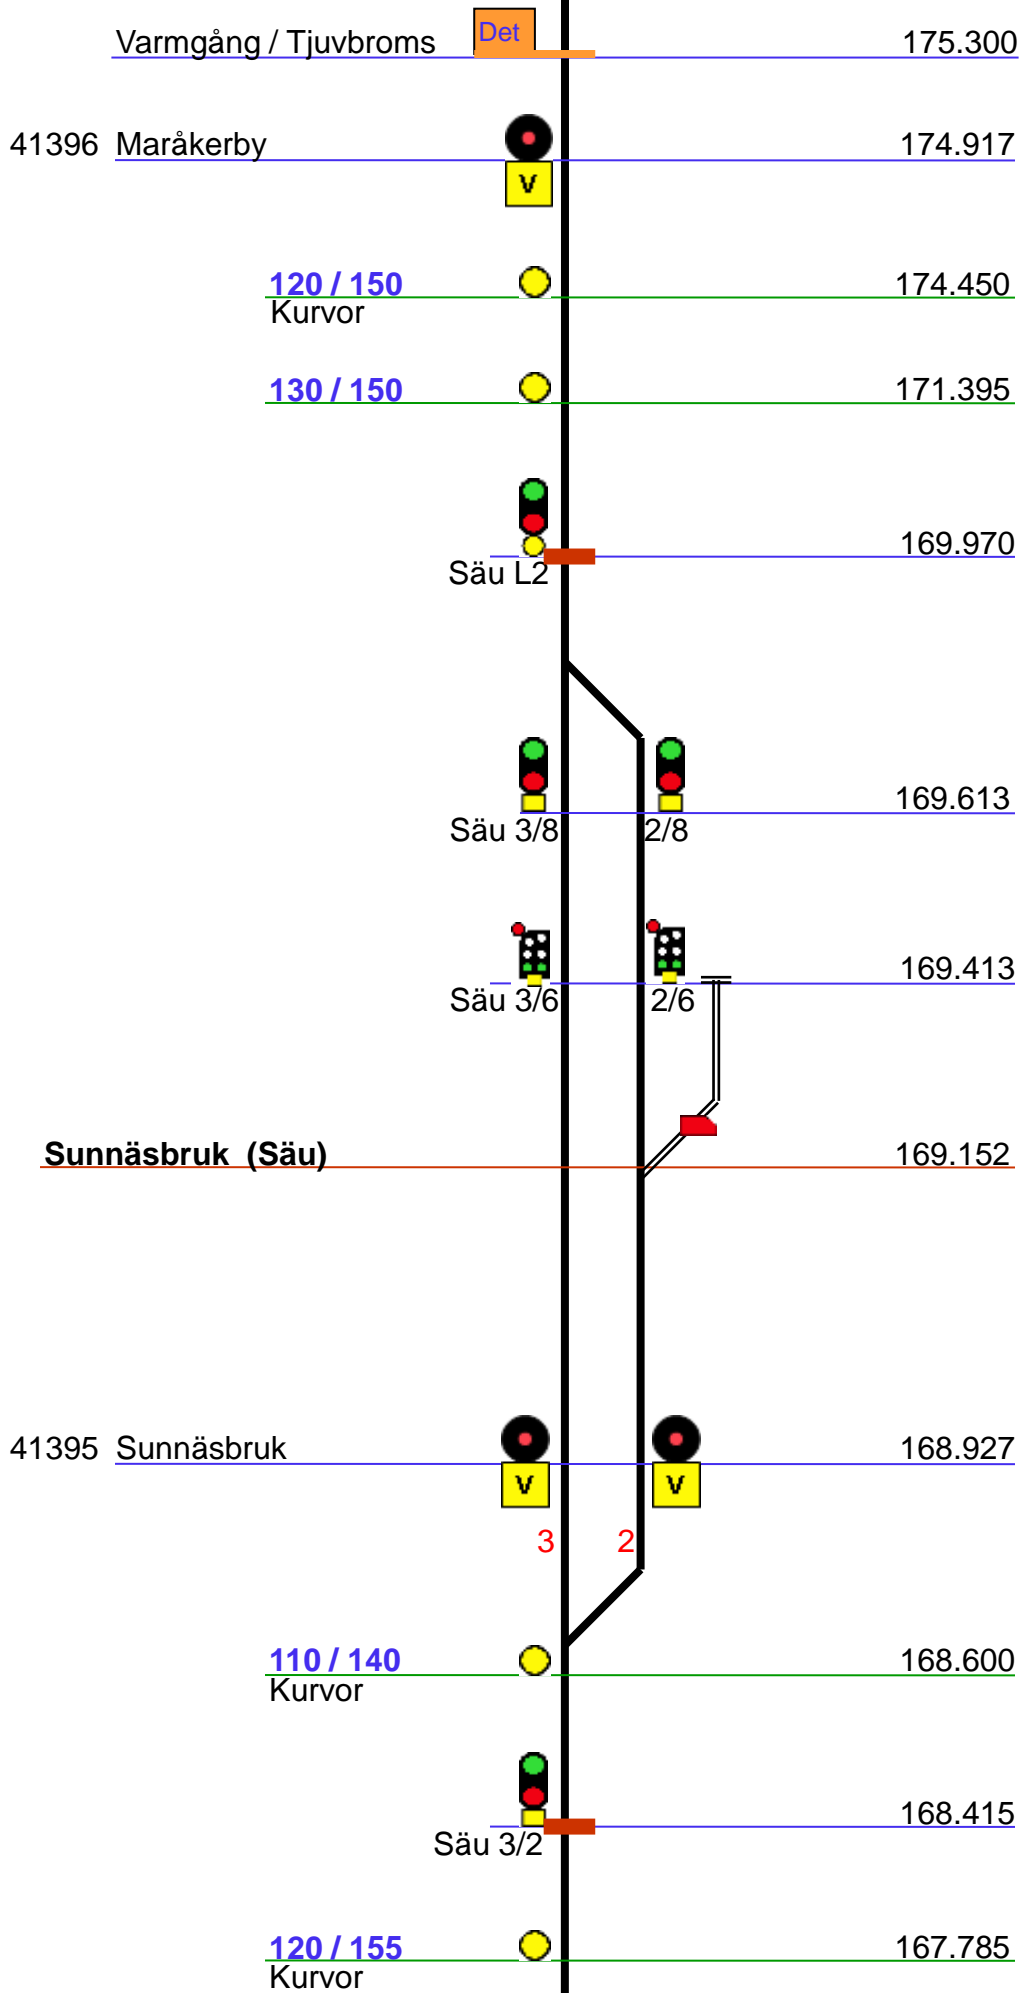 Varmgång / Tjuvbroms Det 175.300
41396 Maråkerby 174.917
V
120 / 150 174.450
Kurvor
130 / 150 171.395
169.970
Säu L2
169.613
Säu 3/8 2/8
169.413
Säu 3/6 2/6
Sunnäsbruk (Säu) 169.152
41395 Sunnäsbruk 168.927
V V
3 2
110 / 140 168.600
Kurvor
168.415
Säu 3/2
120 / 155 167.785
Kurvor